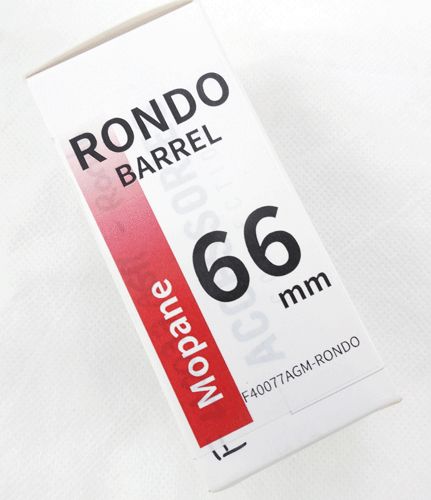 RONDO
BARREL
66
mm
Mopane
F40077AGM-RONDO